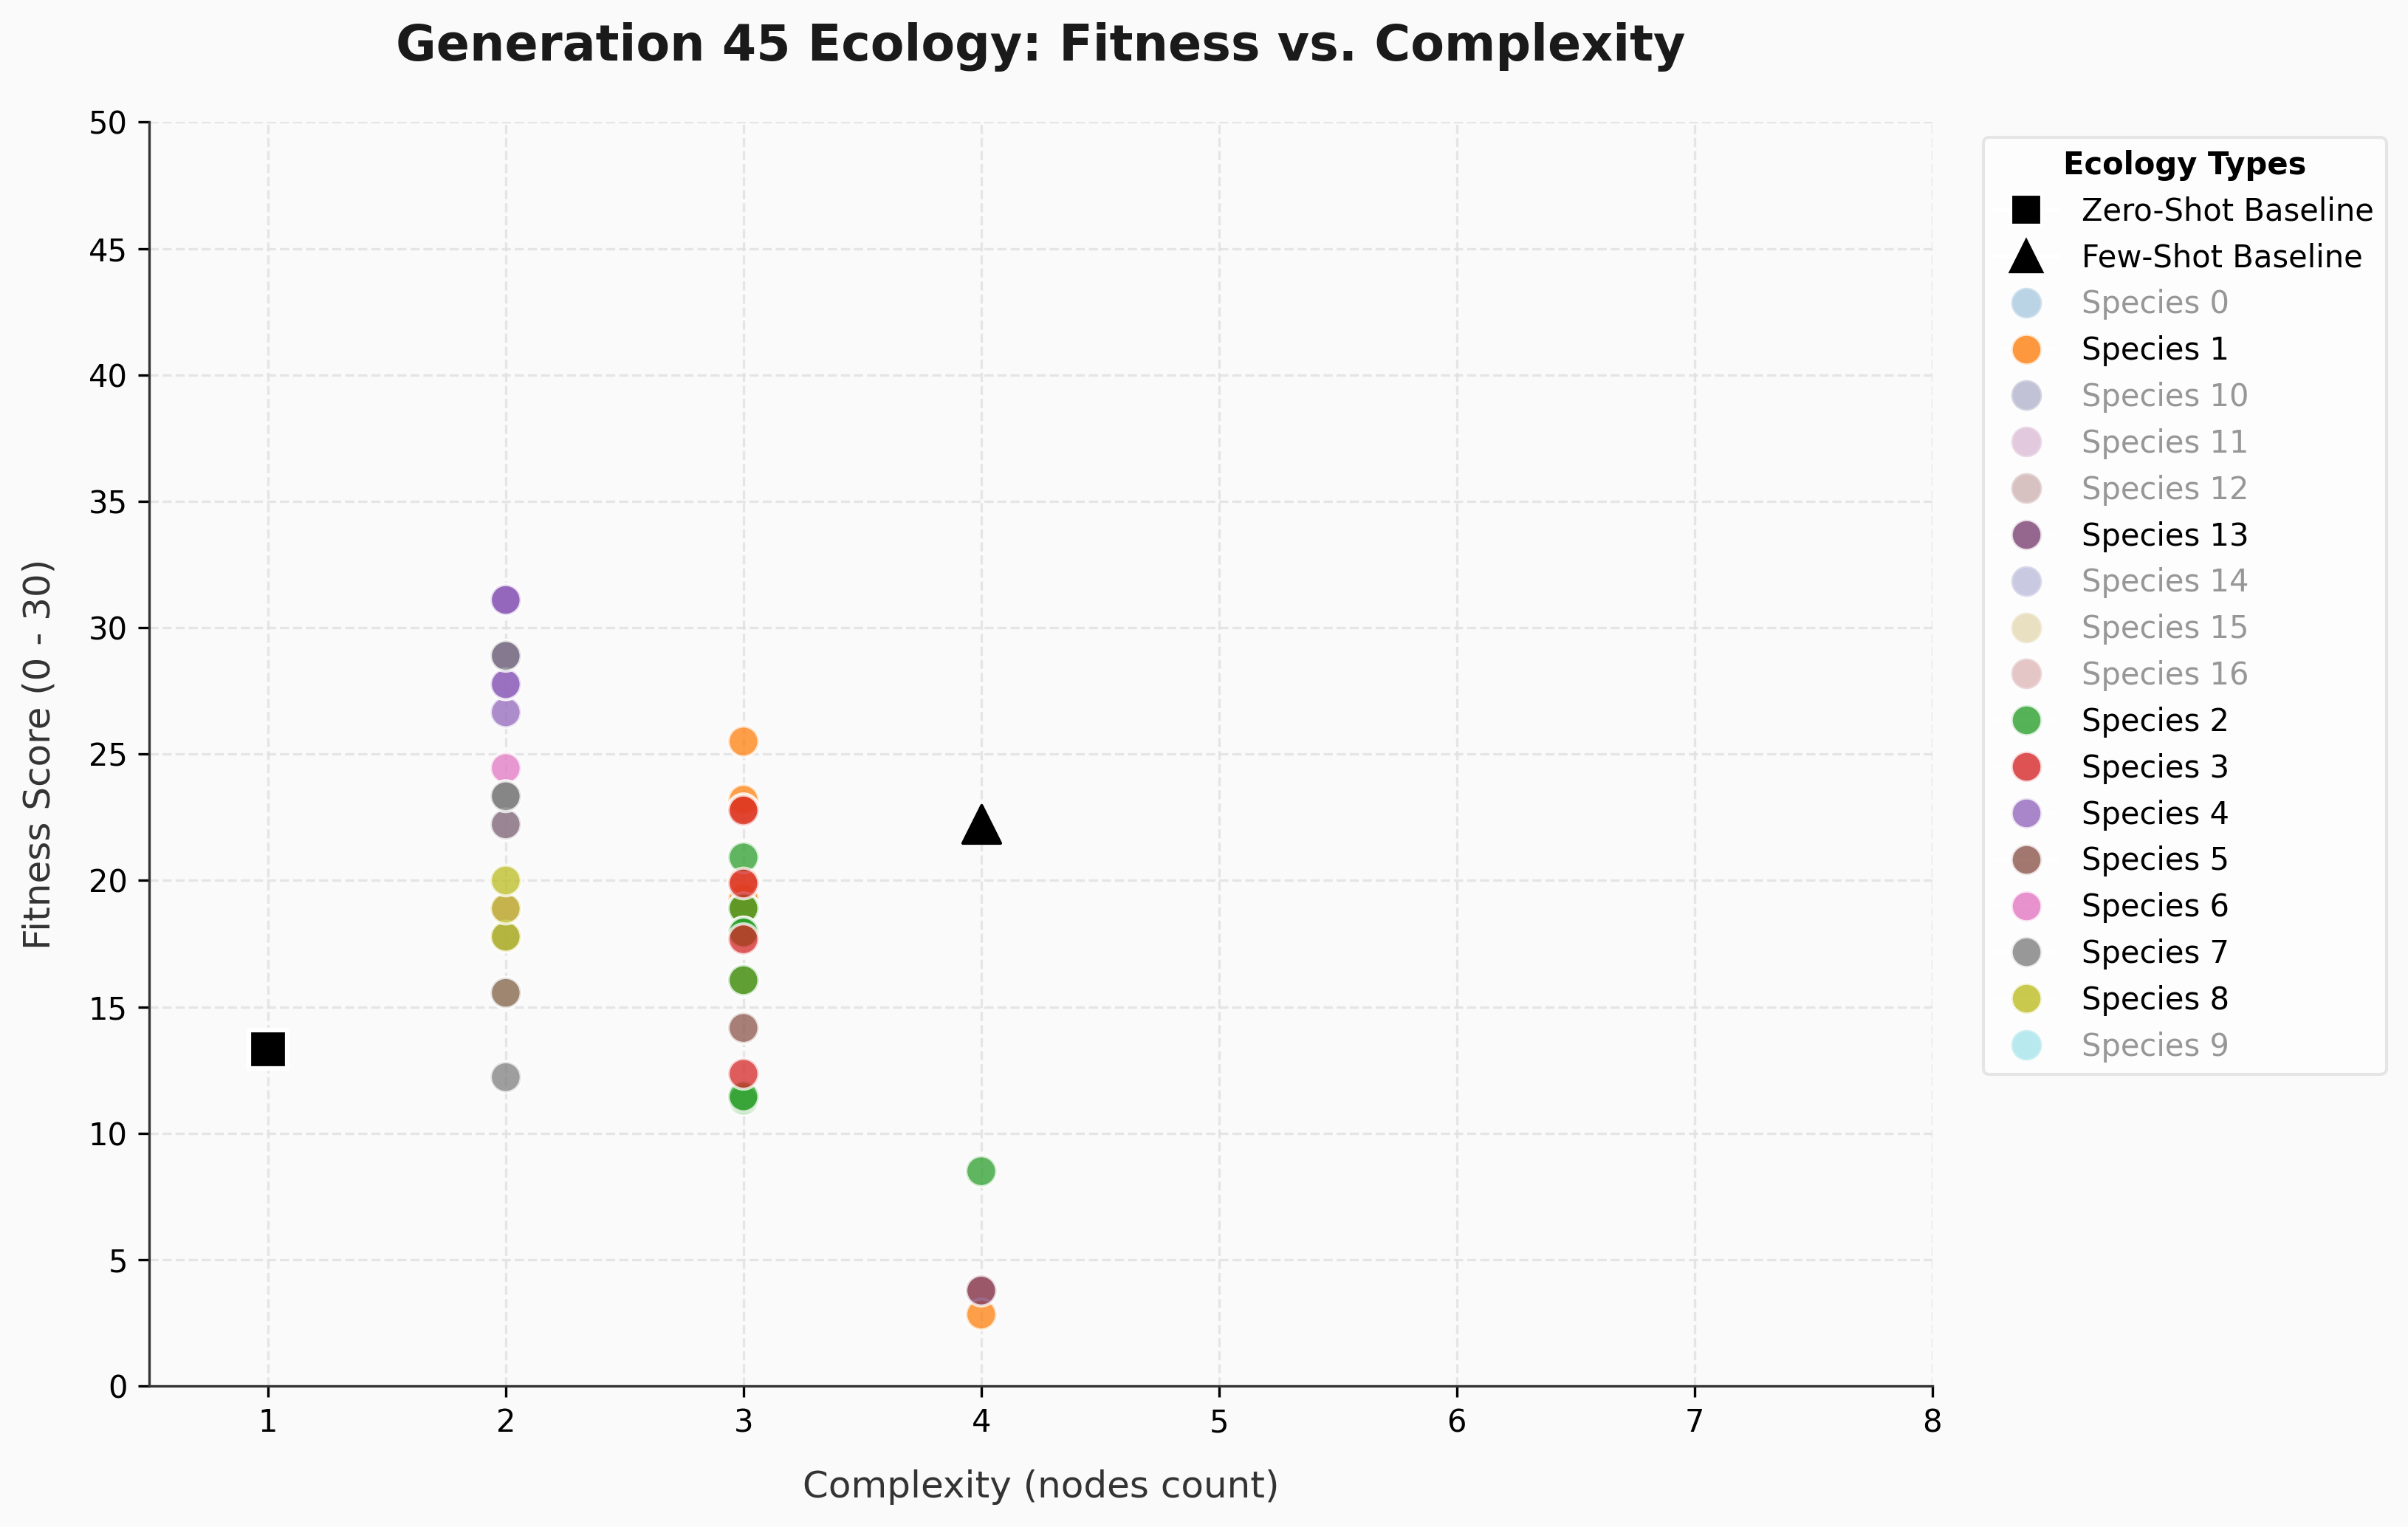 Generation 45 Ecology: Fitness vs. Complexity
50
45
40
35
30
25
20
15
10
5
0
Fitness Score (0 - 30)
1 2 3 4 5 6 7 8
Complexity (nodes count)
Ecology Types
Zero-Shot Baseline
Few-Shot Baseline
Species 0
Species 1
Species 10
Species 11
Species 12
Species 13
Species 14
Species 15
Species 16
Species 2
Species 3
Species 4
Species 5
Species 6
Species 7
Species 8
Species 9